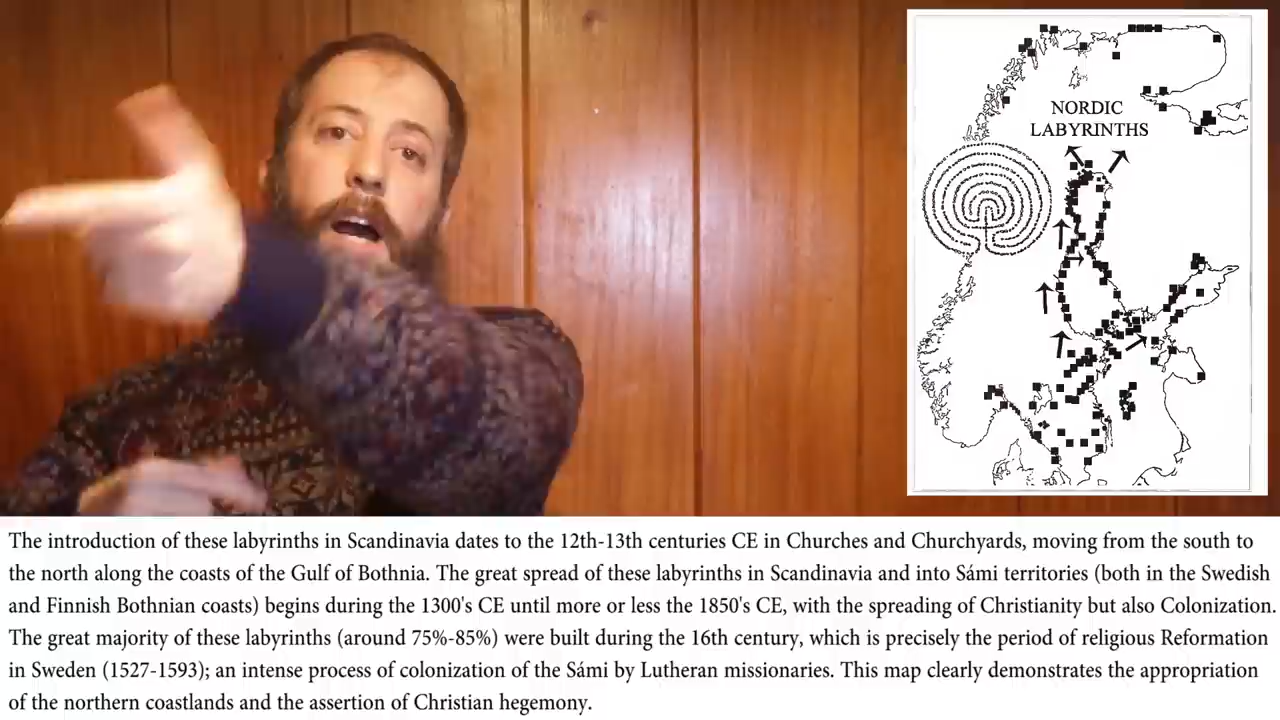 NORDIC
LABYRINTHS
The introduction of these labyrinths in Scandinavia dates to the 12th-13th centuries CE in Churches and Churchyards, moving from the south to
the north along the coasts of the Gulf of Bothnia. The great spread of these labyrinths in Scandinavia and into Sámi territories (both in the Swedish
and Finnish Bothnian coasts) begins during the 1300's CE until more or less the 1850's CE, with the spreading of Christianity but also Colonization.
The great majority of these labyrinths (around 75%-85%) were built during the 16th century, which is precisely the period of religious Reformation
in Sweden (1527-1593); an intense process of colonization of the Sámi by Lutheran missionaries. This map clearly demonstrates the appropriation
of the northern coastlands and the assertion of Christian hegemony.